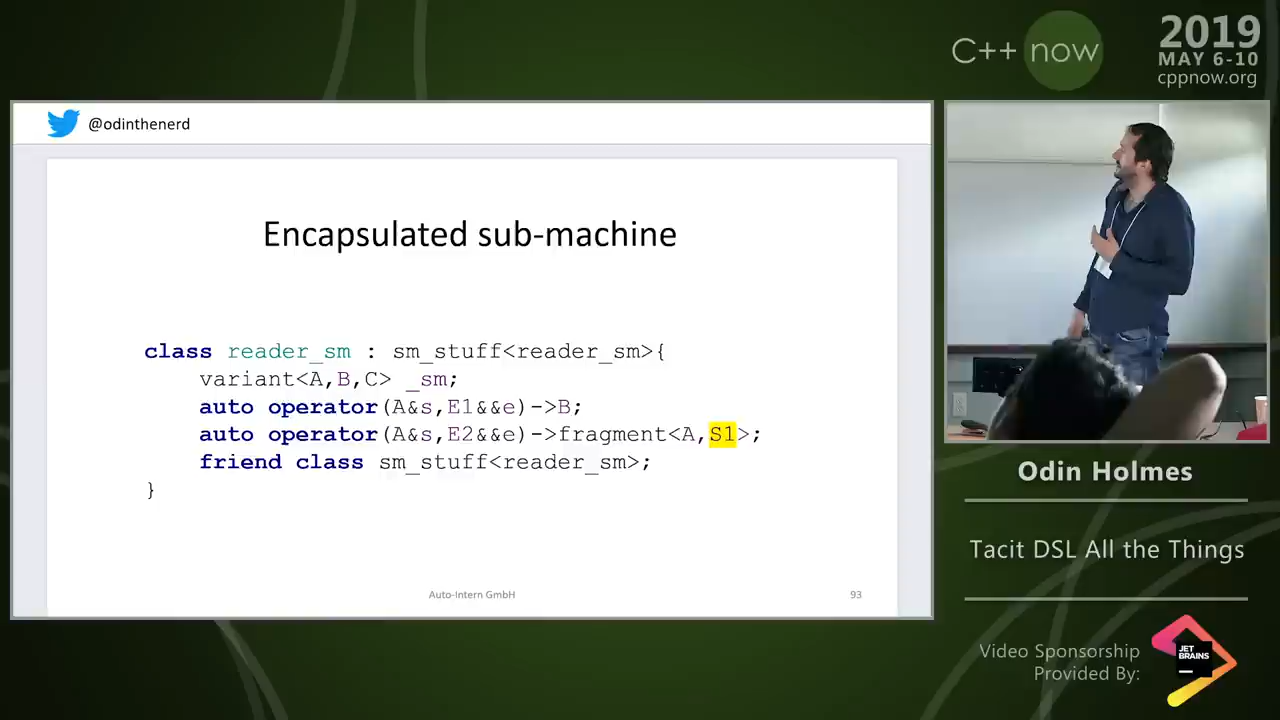 C++ now
2019
MAY 6-10
cppnow.org
@odinthenerd
Encapsulated sub-machine
class reader_sm : sm_stuff<reader_sm>{
variant<A,B,C> _sm;
auto operator(A&s,E1&&e)->B;
auto operator(A&s,E2&&e)->fragment<A,S1>;
friend class sm_stuff<reader_sm>;
}
Auto-Intern GmbH
93
Odin Holmes
Tacit DSL All the Things
Video Sponsorship
Provided By:
JET
BRAINS